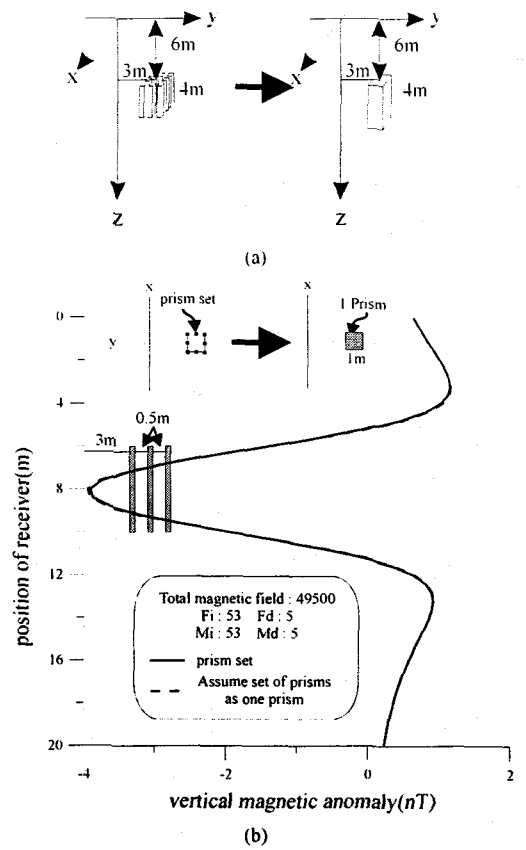 y
6m
3m
x
4m
Z
y
6m
3m
x
4m
Z
(a)
x
prism set
y
x
1 Prism
1m
0
4
8
12
16
20
position of receiver(m)
0.5m
3m
Total magnetic field : 49500
Fi : 53 Fd : 5
Mi : 53 Md : 5
prism set
Assume set of prisms
as one prism
-4
-2
0
2
vertical magnetic anomaly(nT)
(b)